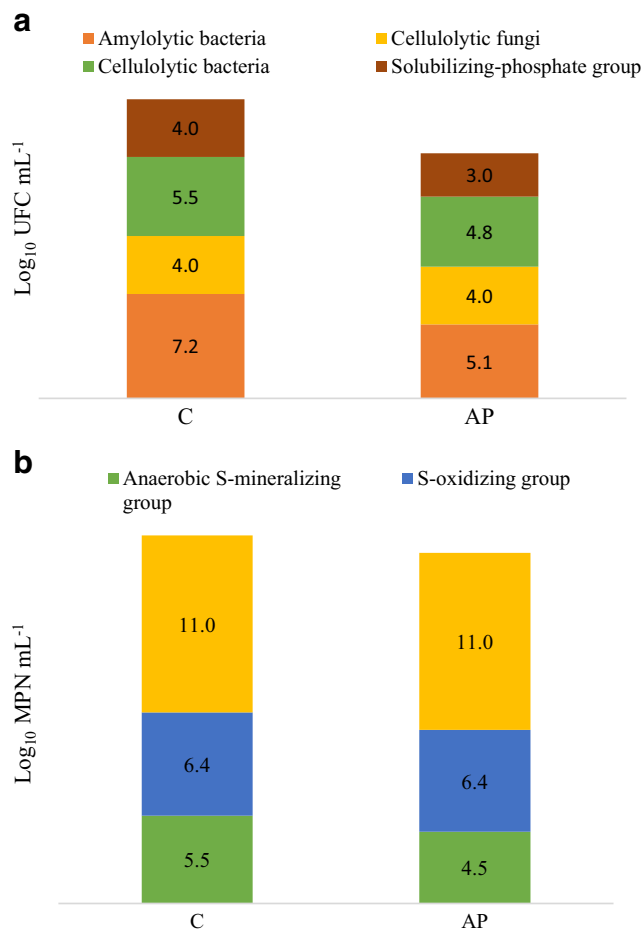 a
Amylolytic bacteria
Cellulolytic fungi
Cellulolytic bacteria
Solubilizing-phosphate group
Log₁₀ UFC mL⁻¹
4.0
5.5
4.0
7.2
3.0
4.8
4.0
5.1
C
AP
b
Anaerobic S-mineralizing
group
S-oxidizing group
Log₁₀ MPN mL⁻¹
11.0
6.4
5.5
11.0
6.4
4.5
C
AP